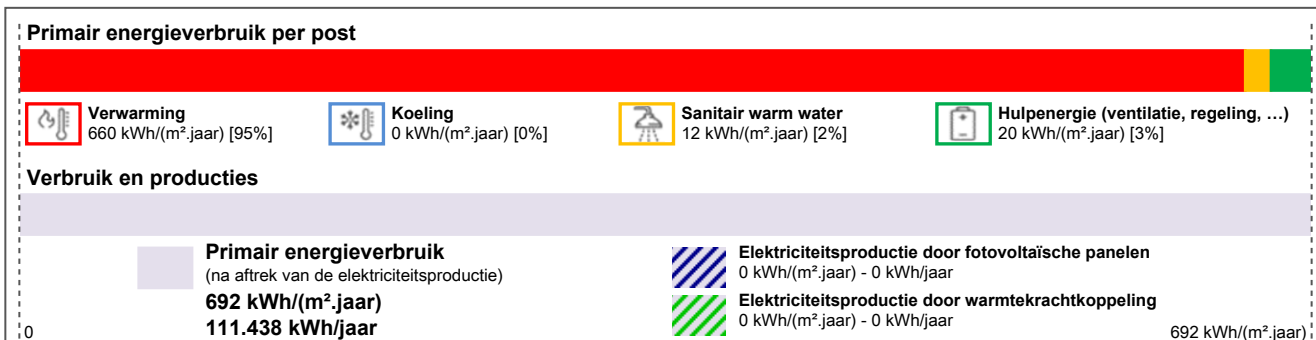 Primair energieverbruik per post
Verwarming
660 kWh/(m².jaar) [95%]
Koeling
0 kWh/(m².jaar) [0%]
Sanitair warm water
12 kWh/(m².jaar) [2%]
Hulpenergie (ventilatie, regeling, …)
20 kWh/(m².jaar) [3%]
Verbruik en producties
Primair energieverbruik
(na aftrek van de elektriciteitsproductie)
692 kWh/(m².jaar)
111.438 kWh/jaar
Elektriciteitsproductie door fotovoltaïsche panelen
0 kWh/(m².jaar) - 0 kWh/jaar
Elektriciteitsproductie door warmtekrachtkoppeling
0 kWh/(m².jaar) - 0 kWh/jaar
0
692 kWh/(m².jaar)